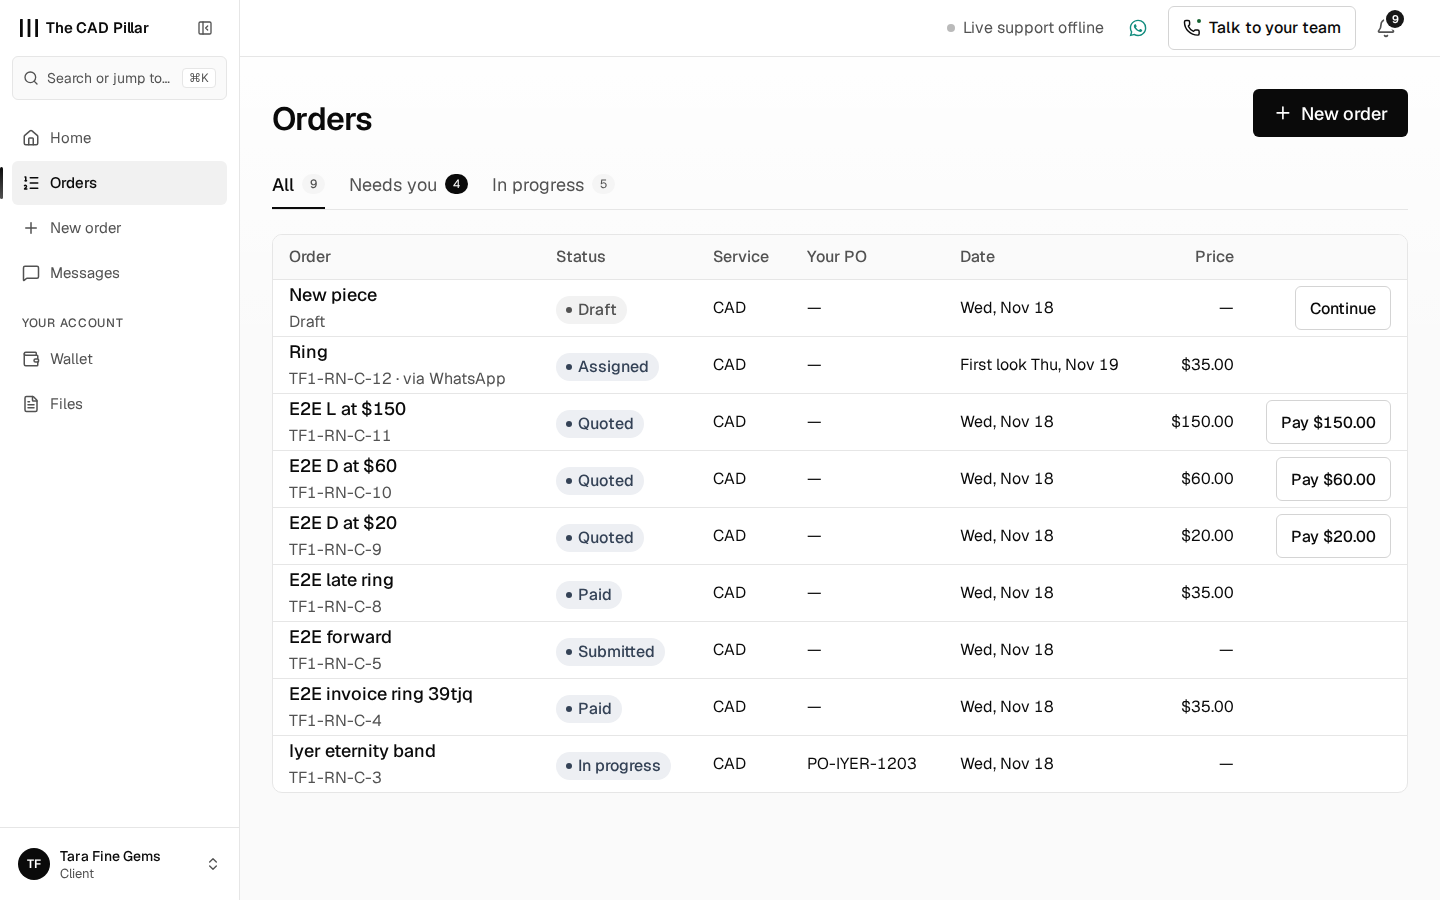 The CAD Pillar
Live support offline
Talk to your team
9
Search or jump to...
⌘K
Home
Orders
New order
Messages
YOUR ACCOUNT
Wallet
Files
TF
Tara Fine Gems
Client
Orders
New order
All 9
Needs you 4
In progress 5
Order Status Service Your PO Date Price
New piece
Draft
Draft CAD — Wed, Nov 18 — Continue
Ring
TF1-RN-C-12 · via WhatsApp
Assigned CAD — First look Thu, Nov 19 $35.00
E2E L at $150
TF1-RN-C-11
Quoted CAD — Wed, Nov 18 $150.00 Pay $150.00
E2E D at $60
TF1-RN-C-10
Quoted CAD — Wed, Nov 18 $60.00 Pay $60.00
E2E D at $20
TF1-RN-C-9
Quoted CAD — Wed, Nov 18 $20.00 Pay $20.00
E2E late ring
TF1-RN-C-8
Paid CAD — Wed, Nov 18 $35.00
E2E forward
TF1-RN-C-5
Submitted CAD — Wed, Nov 18 —
E2E invoice ring 39tjq
TF1-RN-C-4
Paid CAD — Wed, Nov 18 $35.00
Iyer eternity band
TF1-RN-C-3
In progress CAD PO-IYER-1203 Wed, Nov 18 —